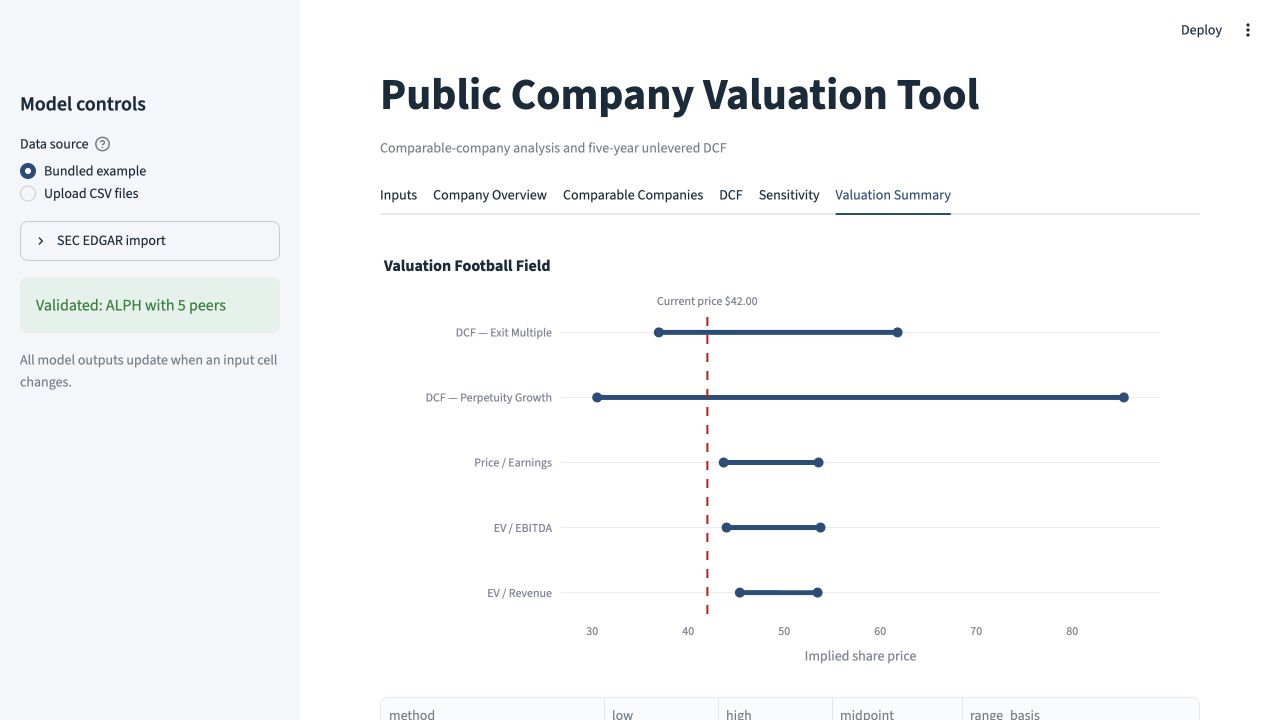 Deploy
Model controls
Data source
Bundled example
Upload CSV files
SEC EDGAR import
Validated: ALPH with 5 peers
All model outputs update when an input cell
changes.
Public Company Valuation Tool
Comparable-company analysis and five-year unlevered DCF
Inputs Company Overview Comparable Companies DCF Sensitivity Valuation Summary
Valuation Football Field
Current price $42.00
DCF — Exit Multiple
DCF — Perpetuity Growth
Price / Earnings
EV / EBITDA
EV / Revenue
30 40 50 60 70 80
Implied share price
method low high midpoint range_basis